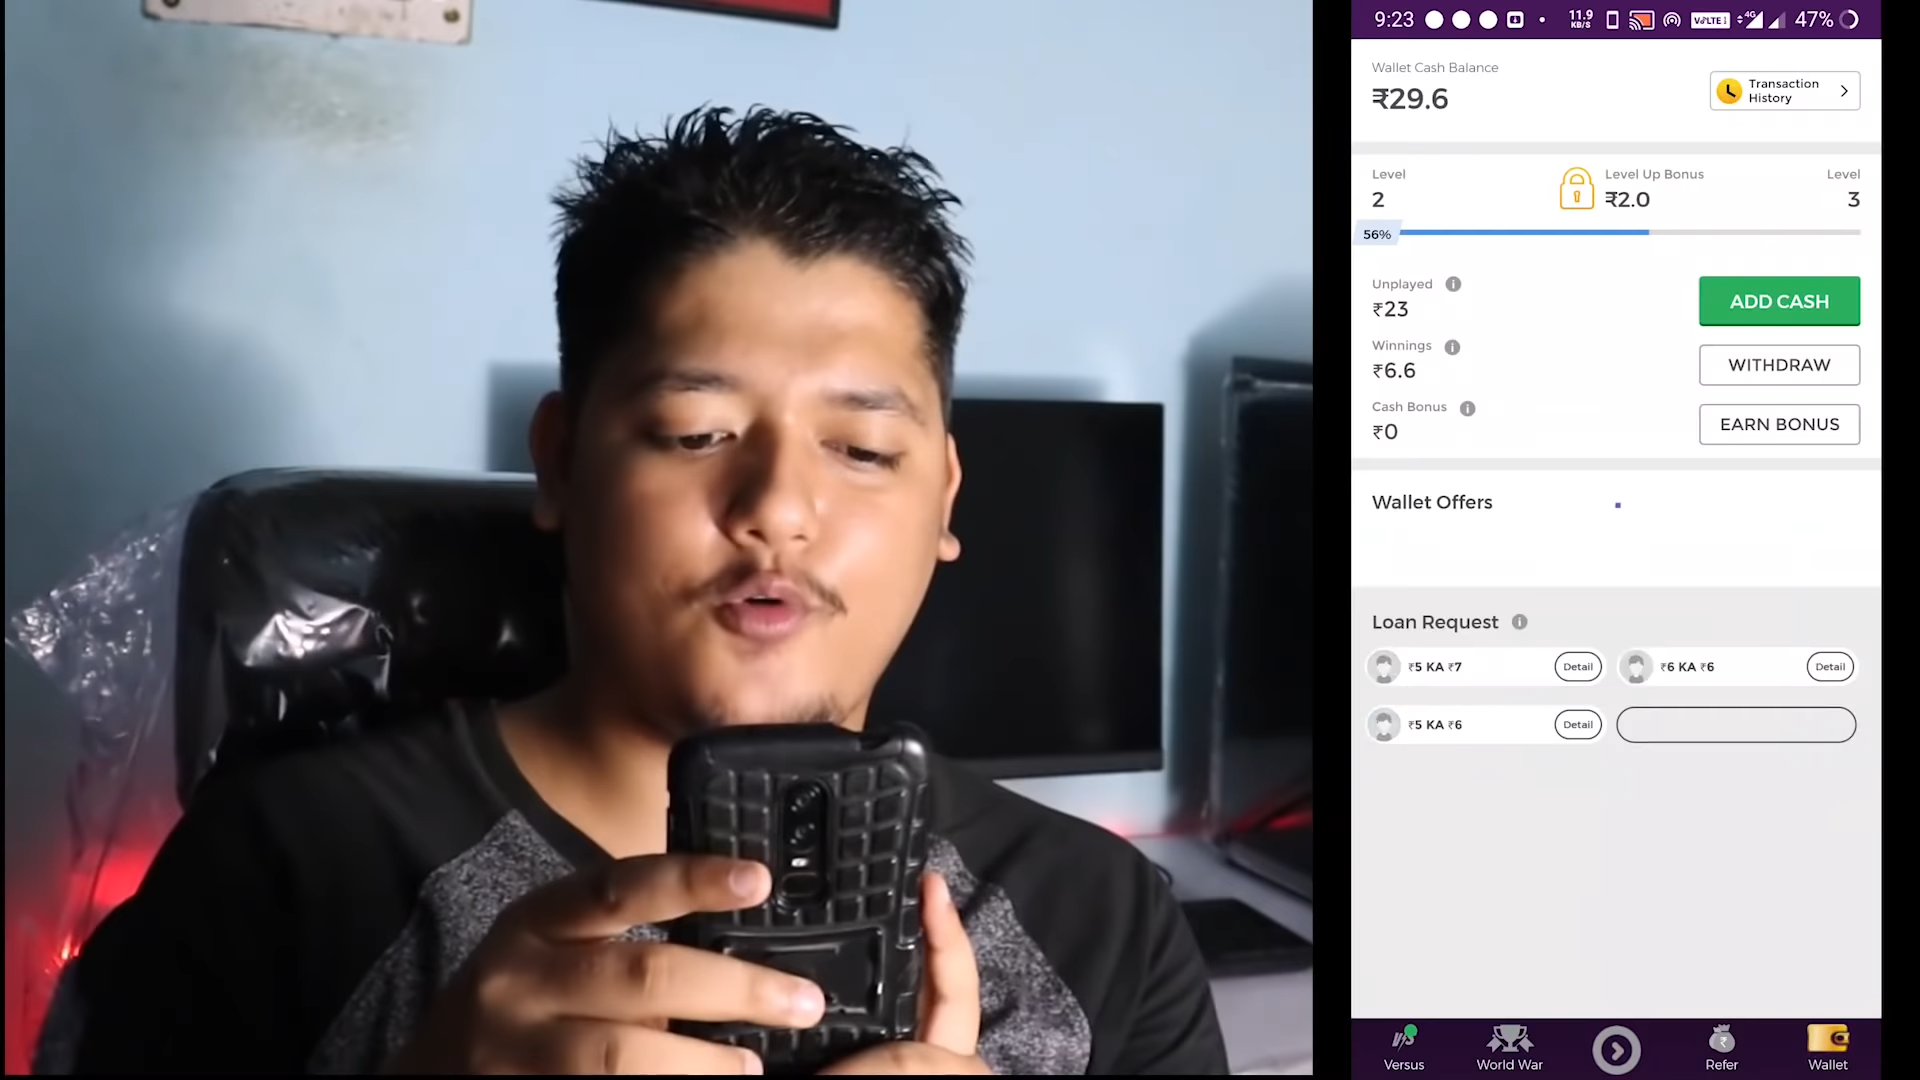 9:23
11.9
KB/S
VoLTE 1
4G
47%
Wallet Cash Balance
₹29.6
Transaction
History
Level
2
Level Up Bonus
₹2.0
Level
3
56%
Unplayed
₹23
ADD CASH
Winnings
₹6.6
WITHDRAW
Cash Bonus
₹0
EARN BONUS
Wallet Offers
Loan Request
₹5 KA ₹7
Detail
₹6 KA ₹6
Detail
₹5 KA ₹6
Detail
Versus
World War
Refer
Wallet